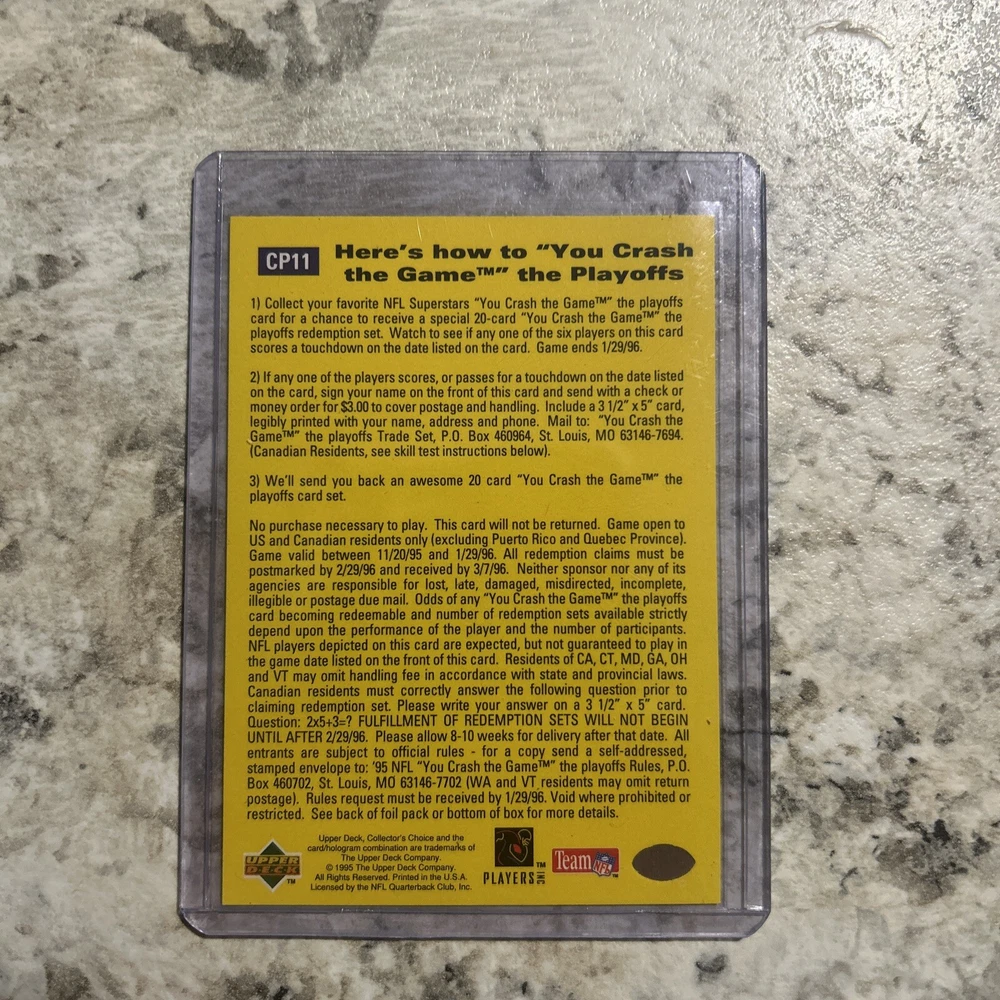 CP11
Here's how to "You Crash
the Game™" the Playoffs
1) Collect your favorite NFL Superstars "You Crash the Game™" the playoffs
card for a chance to receive a special 20-card "You Crash the Game™" the
playoffs redemption set. Watch to see if any one of the six players on this card
scores a touchdown on the date listed on the card. Game ends 1/29/96.
2) If any one of the players scores, or passes for a touchdown on the date listed
on the card, sign your name on the front of this card and send with a check or
money order for $3.00 to cover postage and handling. Include a 3 1/2" x 5" card,
legibly printed with your name, address and phone. Mail to: "You Crash the
Game™" the playoffs Trade Set, P.O. Box 460964, St. Louis, MO 63146-7694.
(Canadian Residents, see skill test instructions below).
3) We'll send you back an awesome 20 card "You Crash the Game™" the
playoffs card set.
No purchase necessary to play. This card will not be returned. Game open to
US and Canadian residents only (excluding Puerto Rico and Quebec Province).
Game valid between 11/20/95 and 1/29/96. All redemption claims must be
postmarked by 2/29/96 and received by 3/7/96. Neither sponsor nor any of its
agencies are responsible for lost, late, damaged, misdirected, incomplete,
illegible or postage due mail. Odds of any "You Crash the Game™" the playoffs
card becoming redeemable and number of redemption sets available strictly
depend upon the performance of the player and the number of participants.
NFL players depicted on this card are expected, but not guaranteed to play in
the game date listed on the front of this card. Residents of CA, CT, MD, GA, OH
and VT may omit handling fee in accordance with state and provincial laws.
Canadian residents must correctly answer the following question prior to
claiming redemption set. Please write your answer on a 3 1/2" x 5" card.
Question: 2x5+3=? FULFILLMENT OF REDEMPTION SETS WILL NOT BEGIN
UNTIL AFTER 2/29/96. Please allow 8-10 weeks for delivery after that date. All
entrants are subject to official rules - for a copy send a self-addressed,
stamped envelope to: '95 NFL "You Crash the Game™" the playoffs Rules, P.O.
Box 460702, St. Louis, MO 63146-7702 (WA and VT residents may omit return
postage). Rules request must be received by 1/29/96. Void where prohibited or
restricted. See back of foil pack or bottom of box for more details.
UPPER
DECK™
Upper Deck, Collector's Choice and the
card/hologram combination are trademarks of
The Upper Deck Company.
© 1995 The Upper Deck Company.
All Rights Reserved. Printed in the U.S.A.
Licensed by the NFL Quarterback Club, Inc.
™
PLAYERS INC
Team NFL™